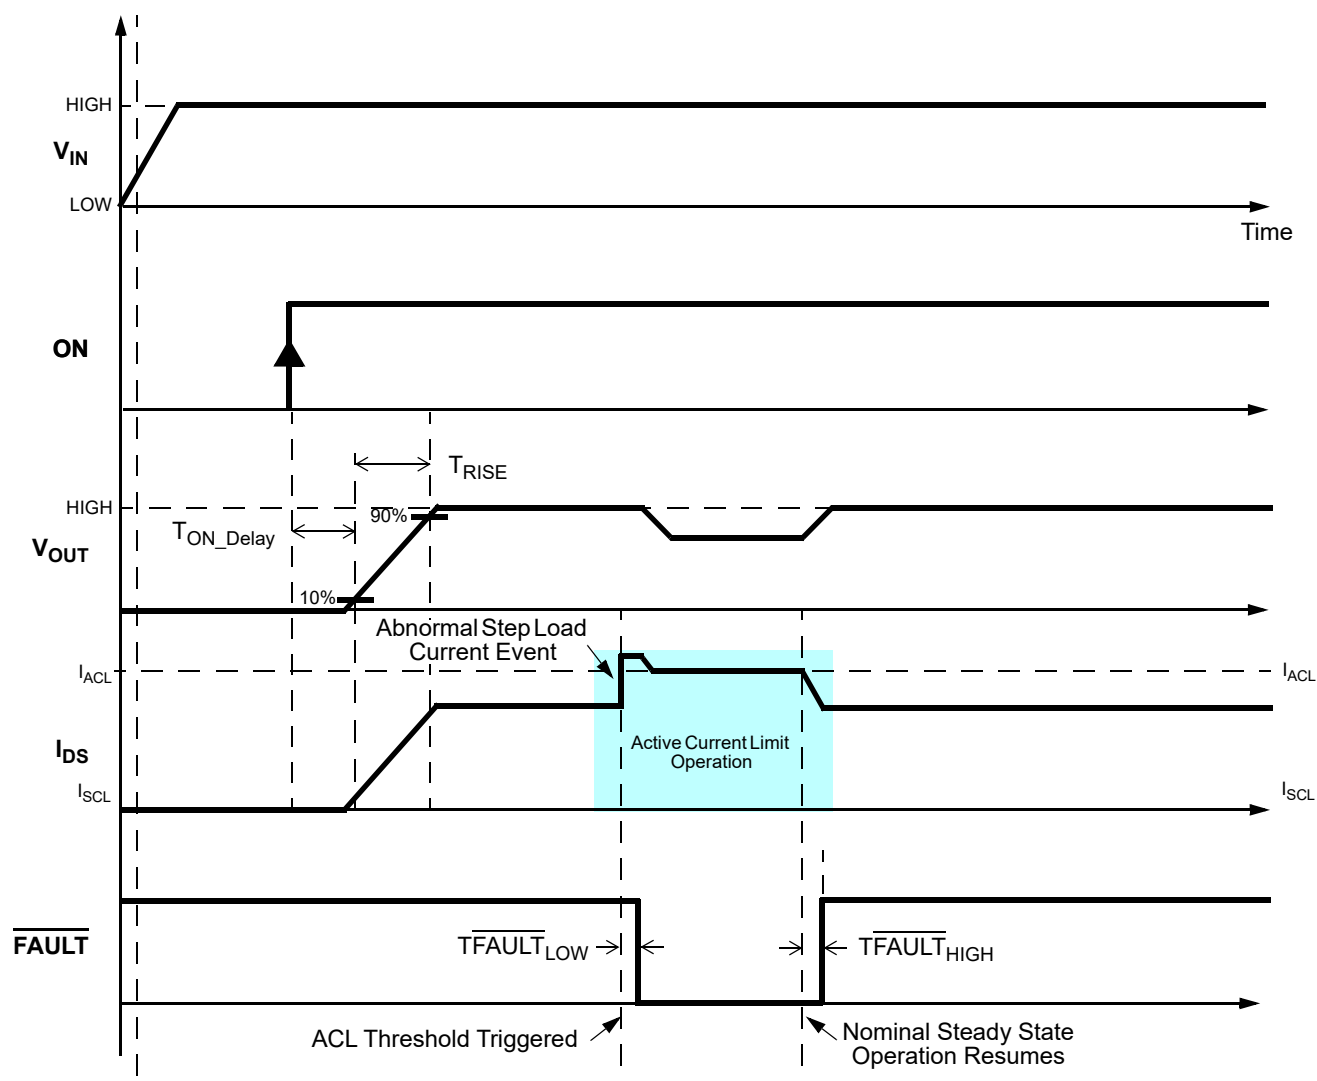 HIGH
VIN
LOW
Time
ON
TRISE
HIGH
90%
TON_Delay
VOUT
10%
Abnormal Step Load
Current Event
IACL
IACL
Active Current Limit
Operation
IDS
ISCL
ISCL
FAULT
TFAULTLOW
TFAULTHIGH
ACL Threshold Triggered
Nominal Steady State
Operation Resumes